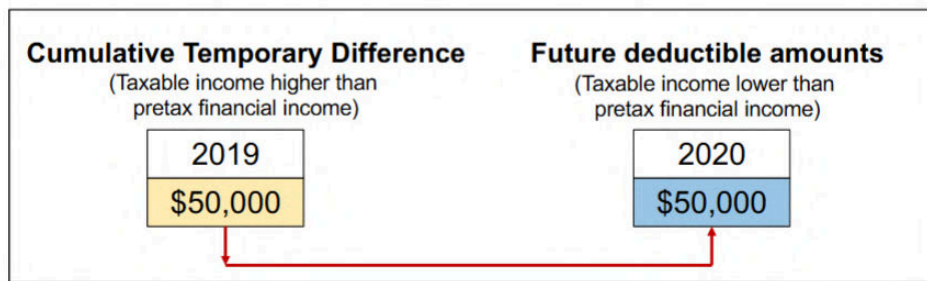 Cumulative Temporary Difference
(Taxable income higher than
pretax financial income)
2019
$50,000
Future deductible amounts
(Taxable income lower than
pretax financial income)
2020
$50,000